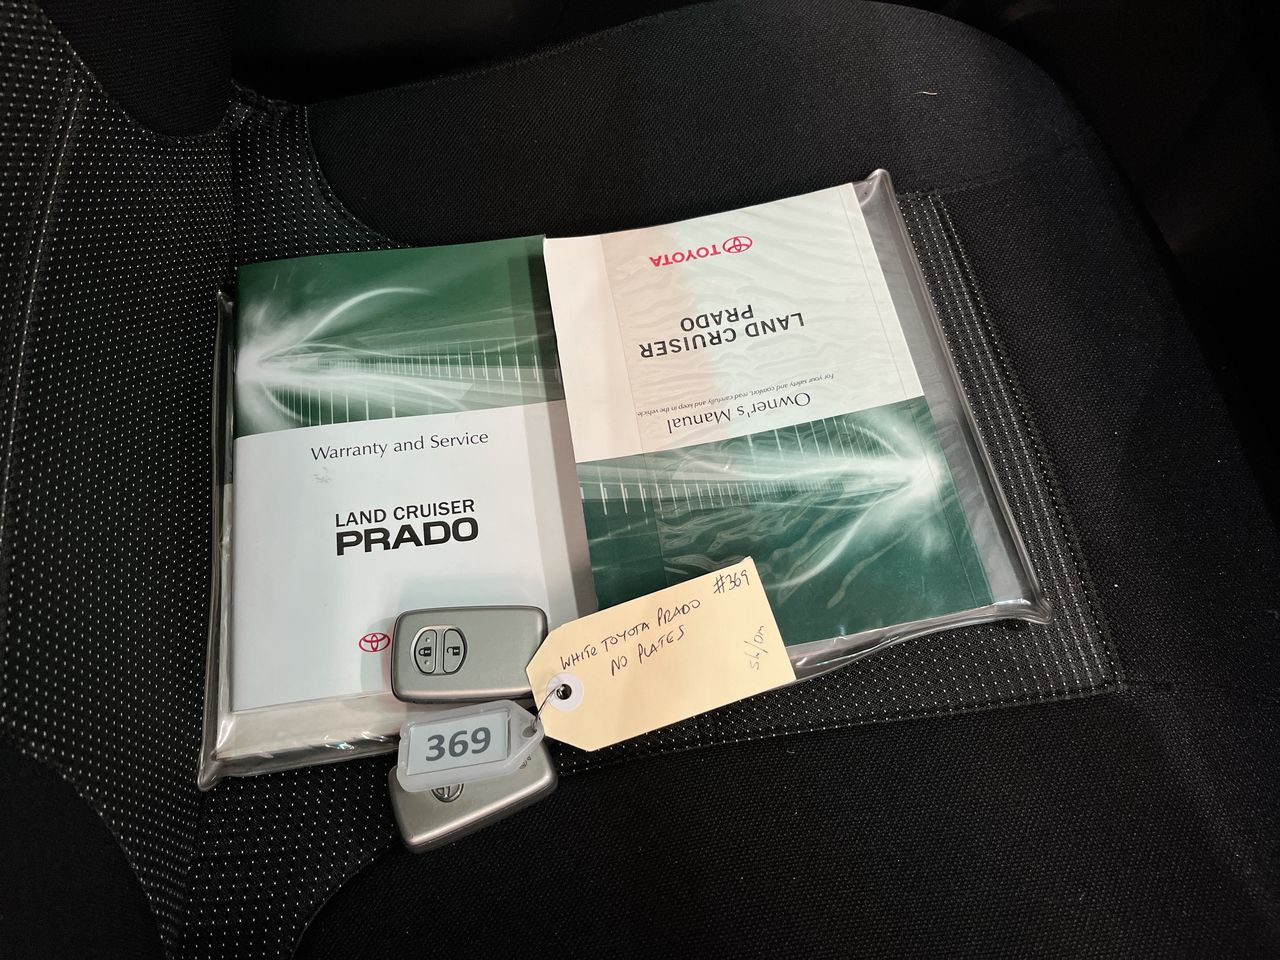 Warranty and Service
LAND CRUISER
PRADO
TOYOTA
LAND CRUISER
PRADO
For your safety and comfort, read carefully and keep in the vehicle.
Owner's Manual
#369
WHITE TOYOTA PRADO
NO PLATES
369